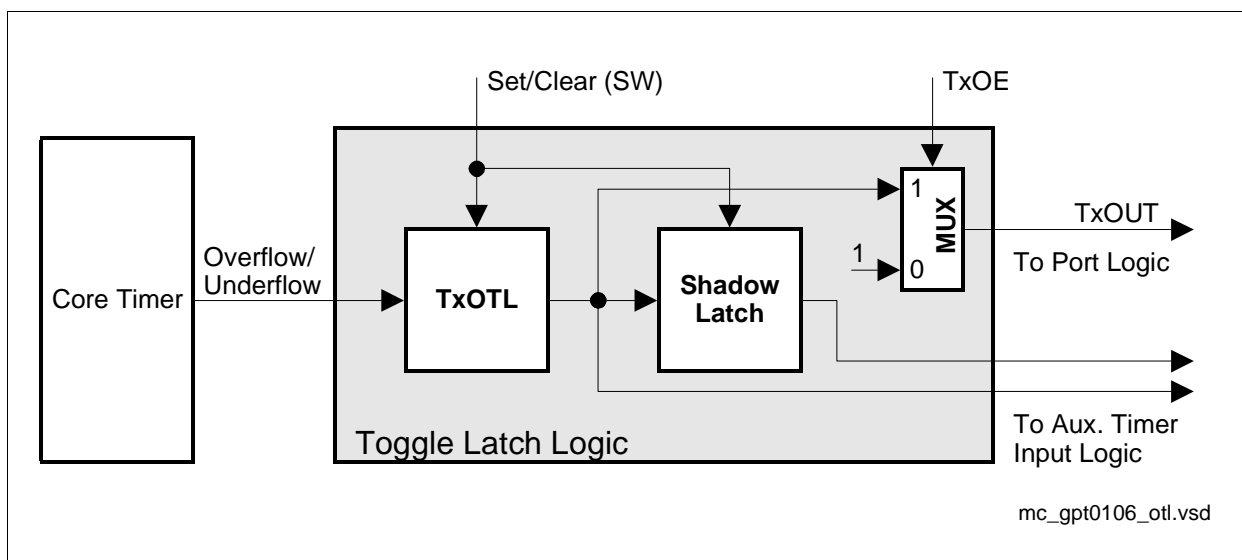 Set/Clear (SW)
TxOE
1
MUX
TxOUT
Overflow/
Underflow
1
0
To Port Logic
Core Timer
TxOTL
Shadow
Latch
Toggle Latch Logic
To Aux. Timer
Input Logic
mc_gpt0106_otl.vsd